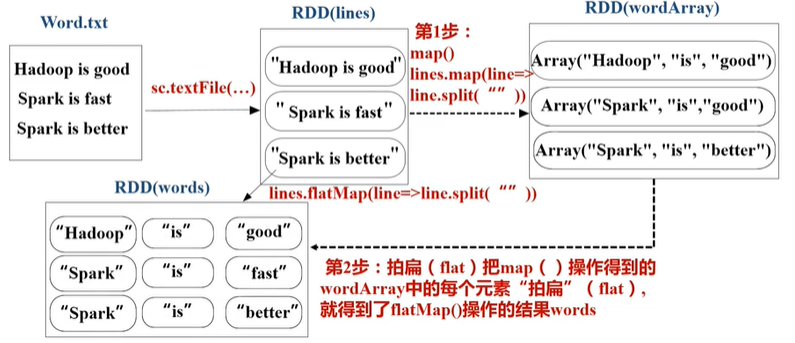 Word.txt
Hadoop is good
Spark is fast
Spark is better
sc.textFile(…)
RDD(lines)
"Hadoop is good"
" Spark is fast"
"Spark is better"
第1步：
map()
lines.map(line=>
line.split(“ ”))
RDD(wordArray)
Array("Hadoop", "is", "good")
Array("Spark", "is","good")
Array("Spark", "is", "better")
lines.flatMap(line=>line.split(“ ”))
RDD(words)
“Hadoop” “is” “good”
“Spark” “is” “fast”
“Spark” “is” “better”
第2步：拍扁（flat）把map（）操作得到的
wordArray中的每个元素“拍扁”（flat），
就得到了flatMap()操作的结果words